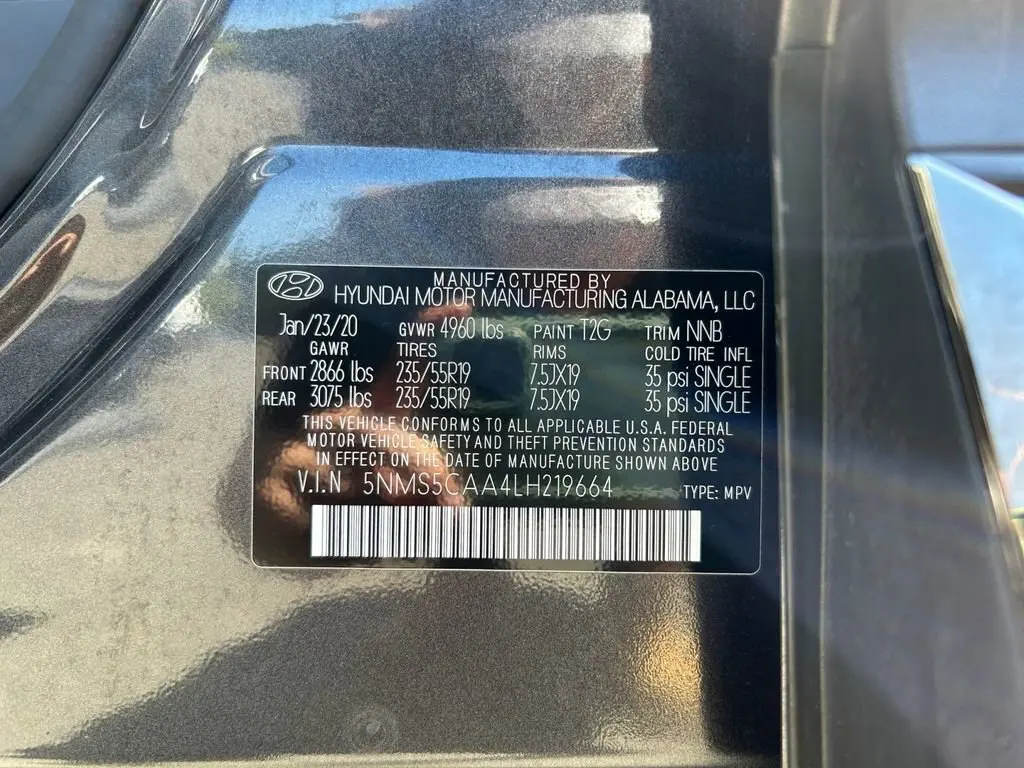 MANUFACTURED BY
HYUNDAI MOTOR MANUFACTURING ALABAMA, LLC
Jan/23/20 GVWR 4960 lbs PAINT T2G TRIM NNB
GAWR TIRES RIMS COLD TIRE INFL
FRONT 2866 lbs 235/55R19 7.5JX19 35 psi SINGLE
REAR 3075 lbs 235/55R19 7.5JX19 35 psi SINGLE
THIS VEHICLE CONFORMS TO ALL APPLICABLE U.S.A. FEDERAL
MOTOR VEHICLE SAFETY AND THEFT PREVENTION STANDARDS
IN EFFECT ON THE DATE OF MANUFACTURE SHOWN ABOVE
V.I.N 5NMS5CAA4LH219664 TYPE: MPV